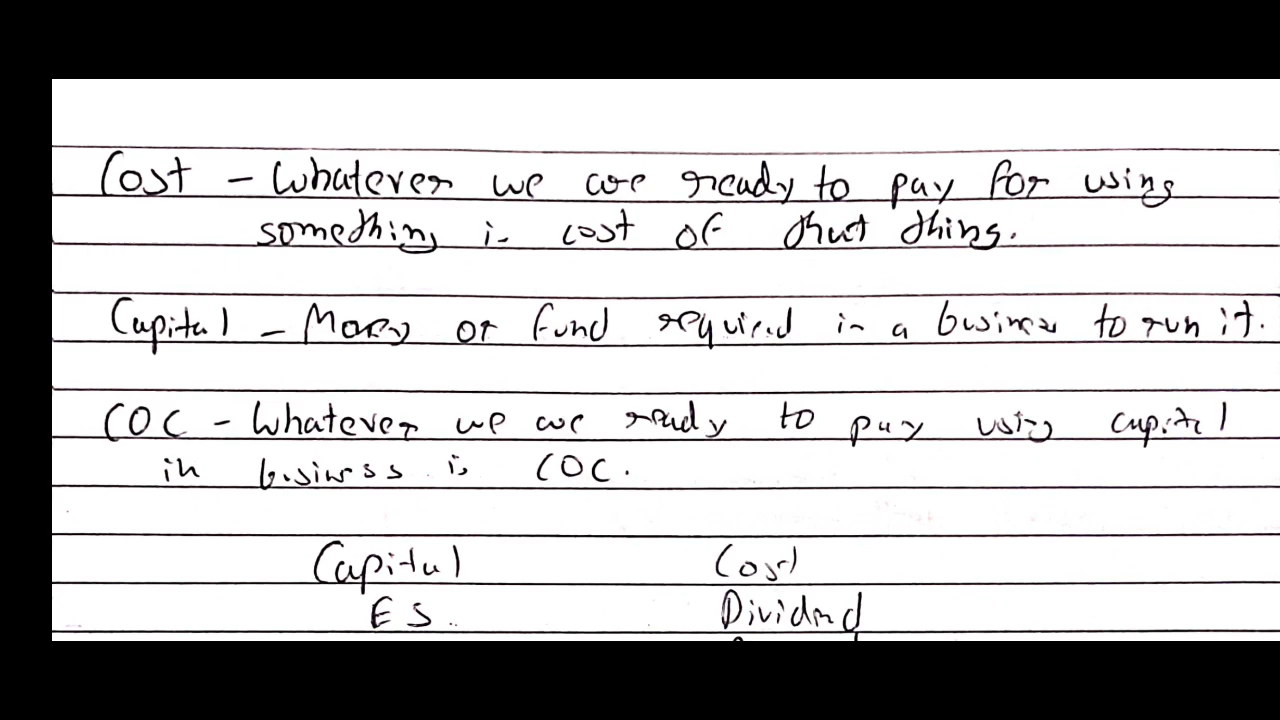 Cost - Whatever we are ready to pay for using
something is cost of that thing.
Capital - Money or fund required in a business to run it.
COC - Whatever we are ready to pay using capital
in business is COC.
Capital Cost
ES Dividend